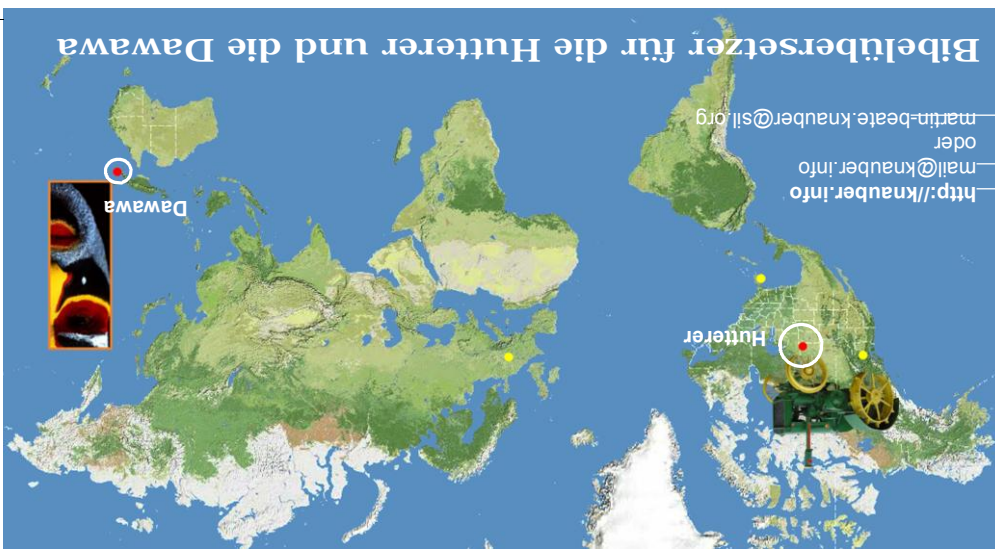 Hutterer
Dawawa
http://knauber.info
mail@knauber.info
oder
martin-beate.knauber@sil.org
Bibelübersetzer für die Hutterer und die Dawawa